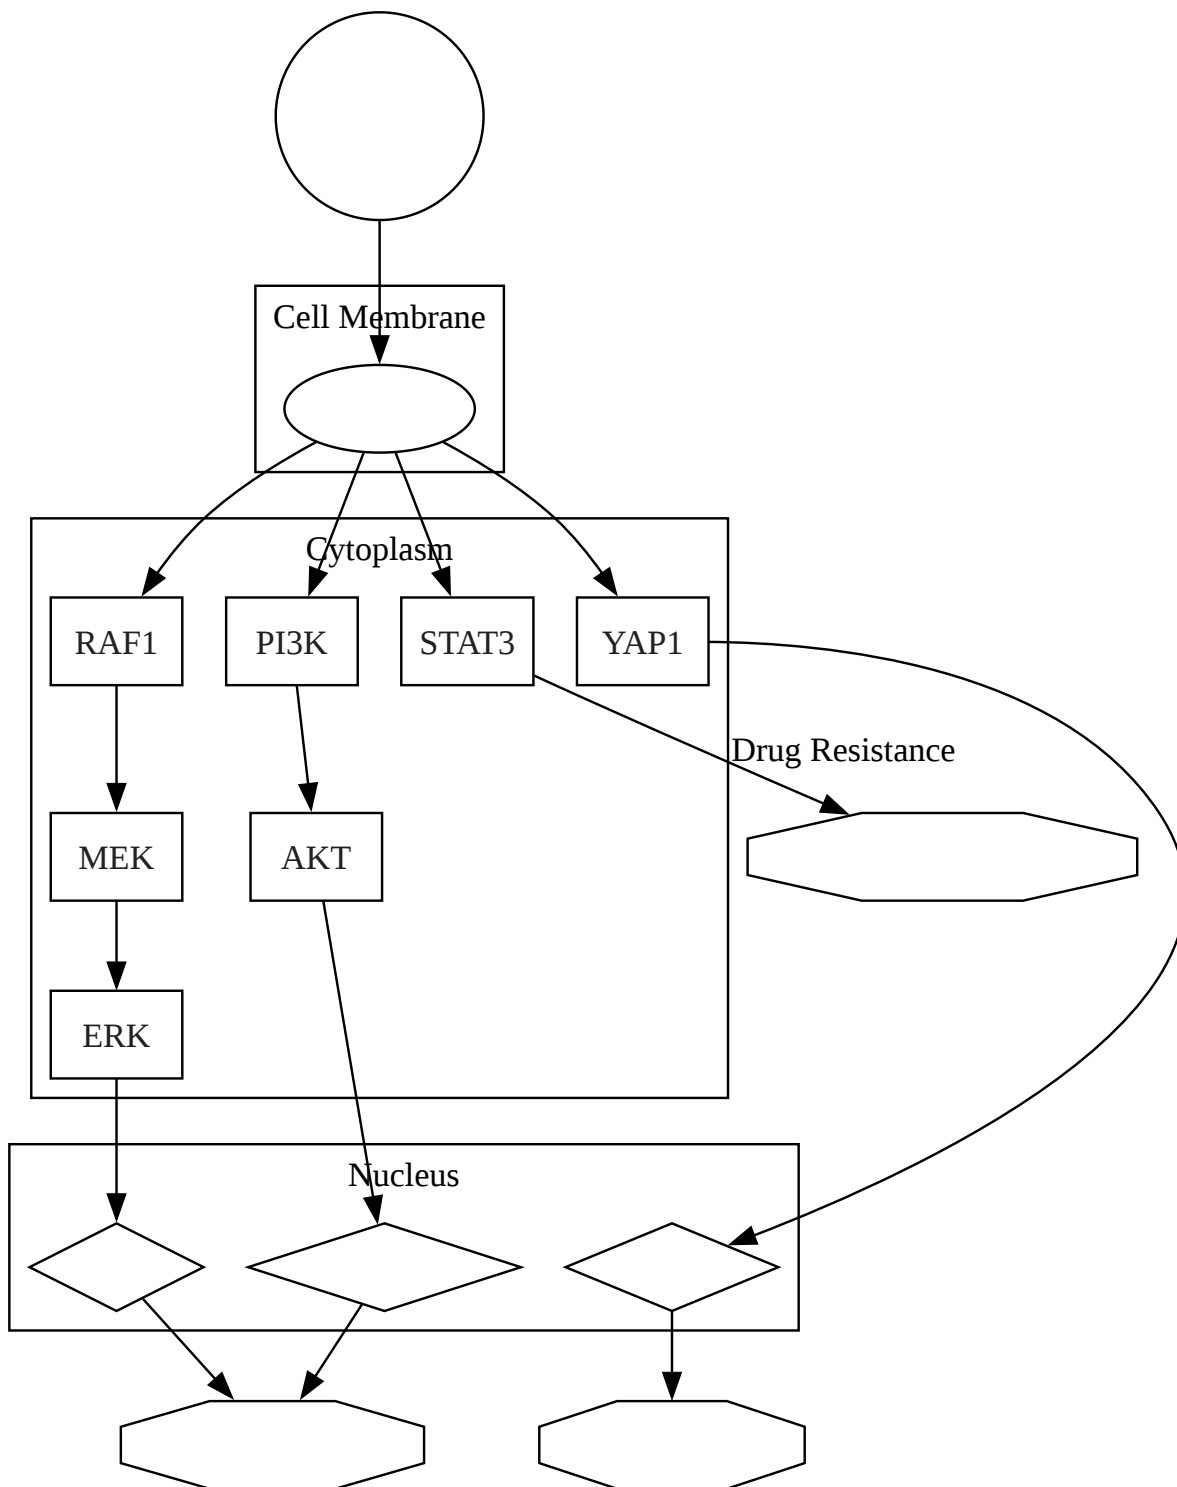 Cell Membrane
Cytoplasm
RAF1
PI3K
STAT3
YAP1
Drug Resistance
MEK
AKT
ERK
Nucleus